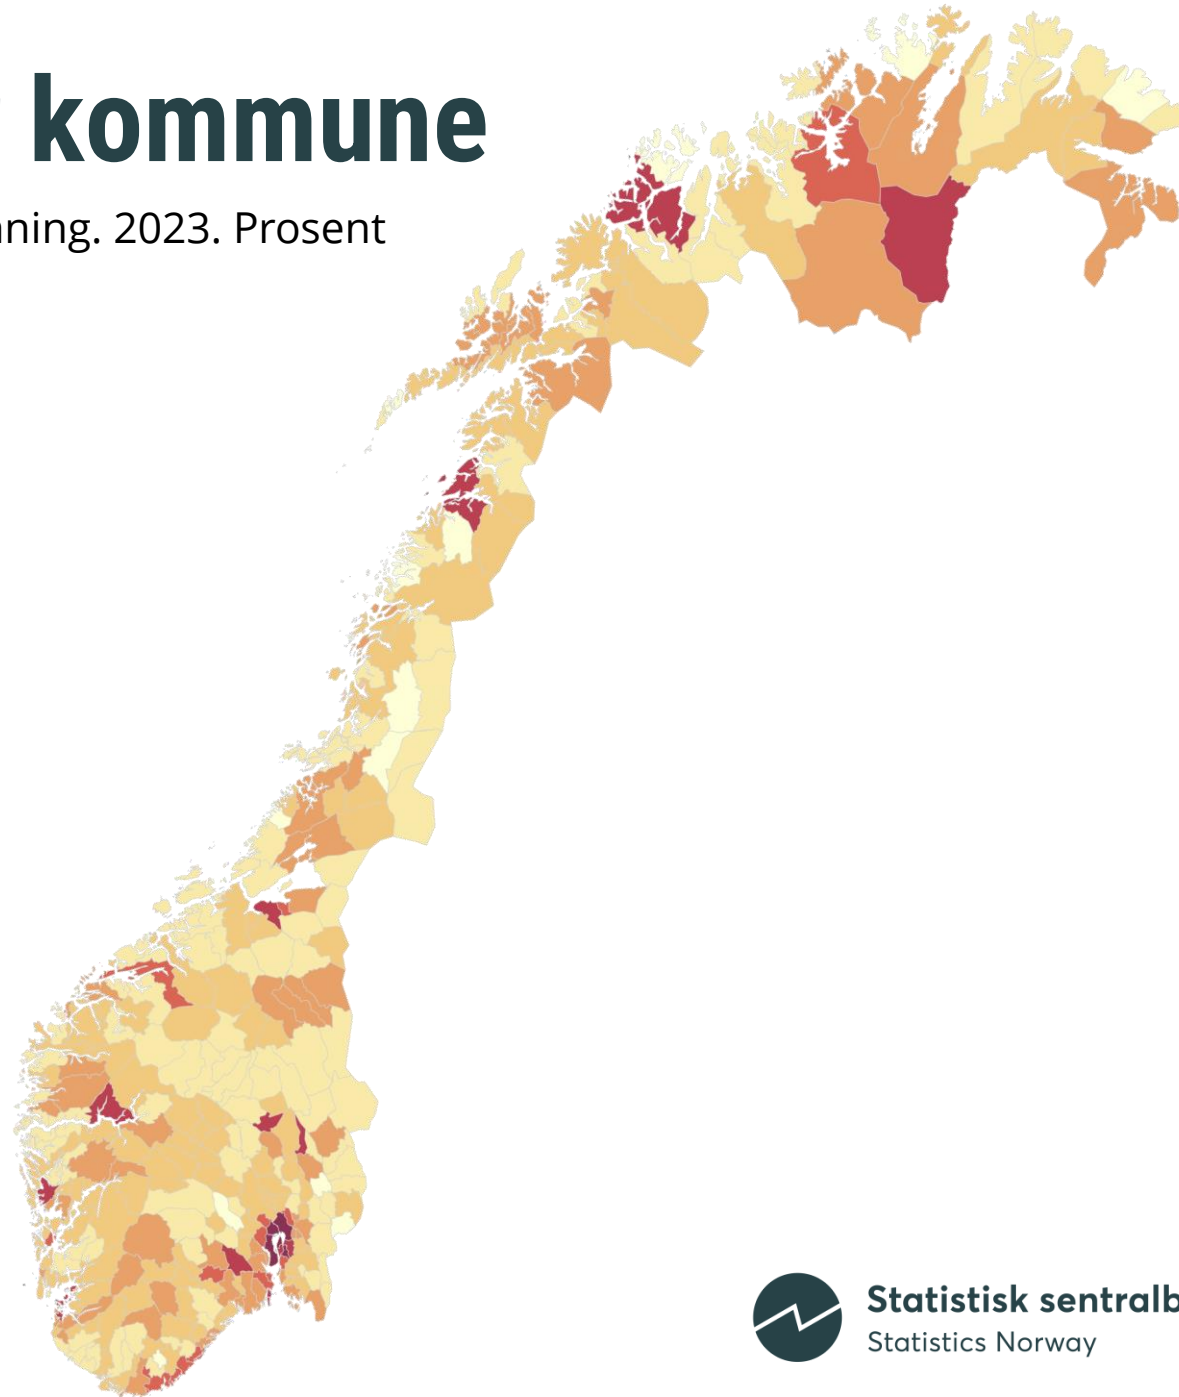 kommune
ning. 2023. Prosent
Statistisk sentralb
Statistics Norway